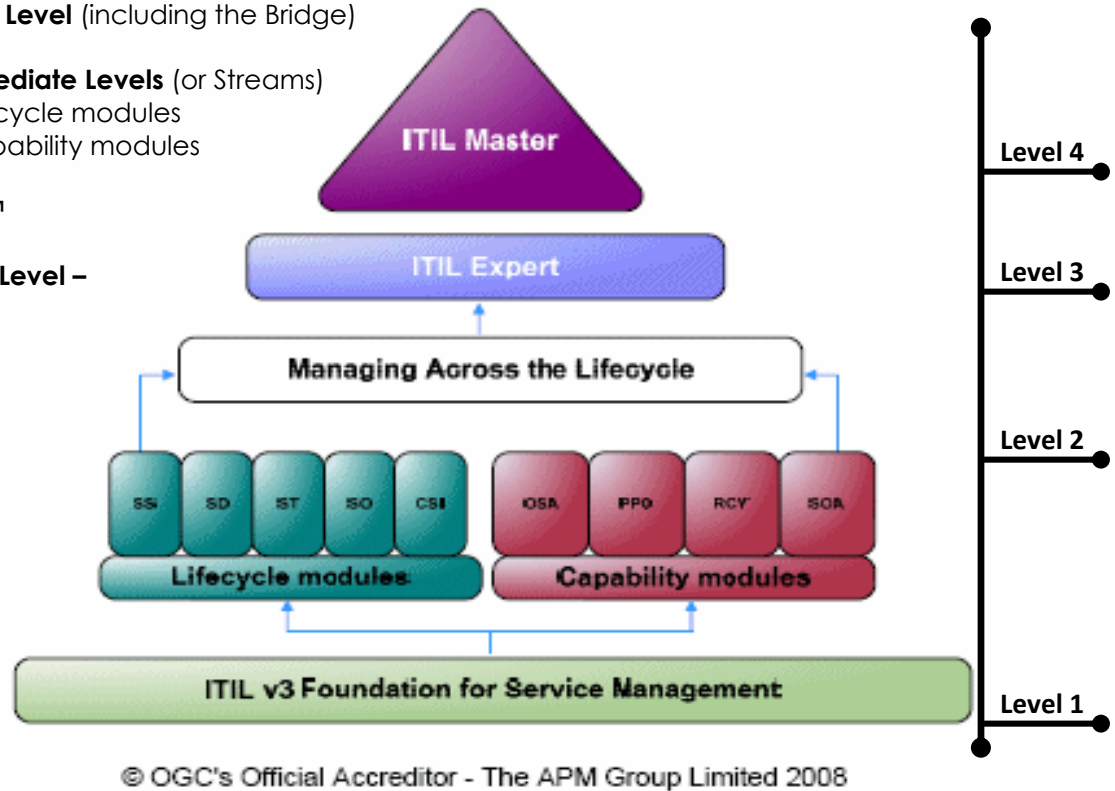 Level (including the Bridge)
ediate Levels (or Streams)
cycle modules
pability modules
Level –
ITIL Master
Level 4
ITIL Expert
Level 3
Managing Across the Lifecycle
Level 2
SS SD ST SO CSI
OSA PPO RCV SOA
Lifecycle modules
Capability modules
ITIL v3 Foundation for Service Management
Level 1
© OGC's Official Accreditor - The APM Group Limited 2008